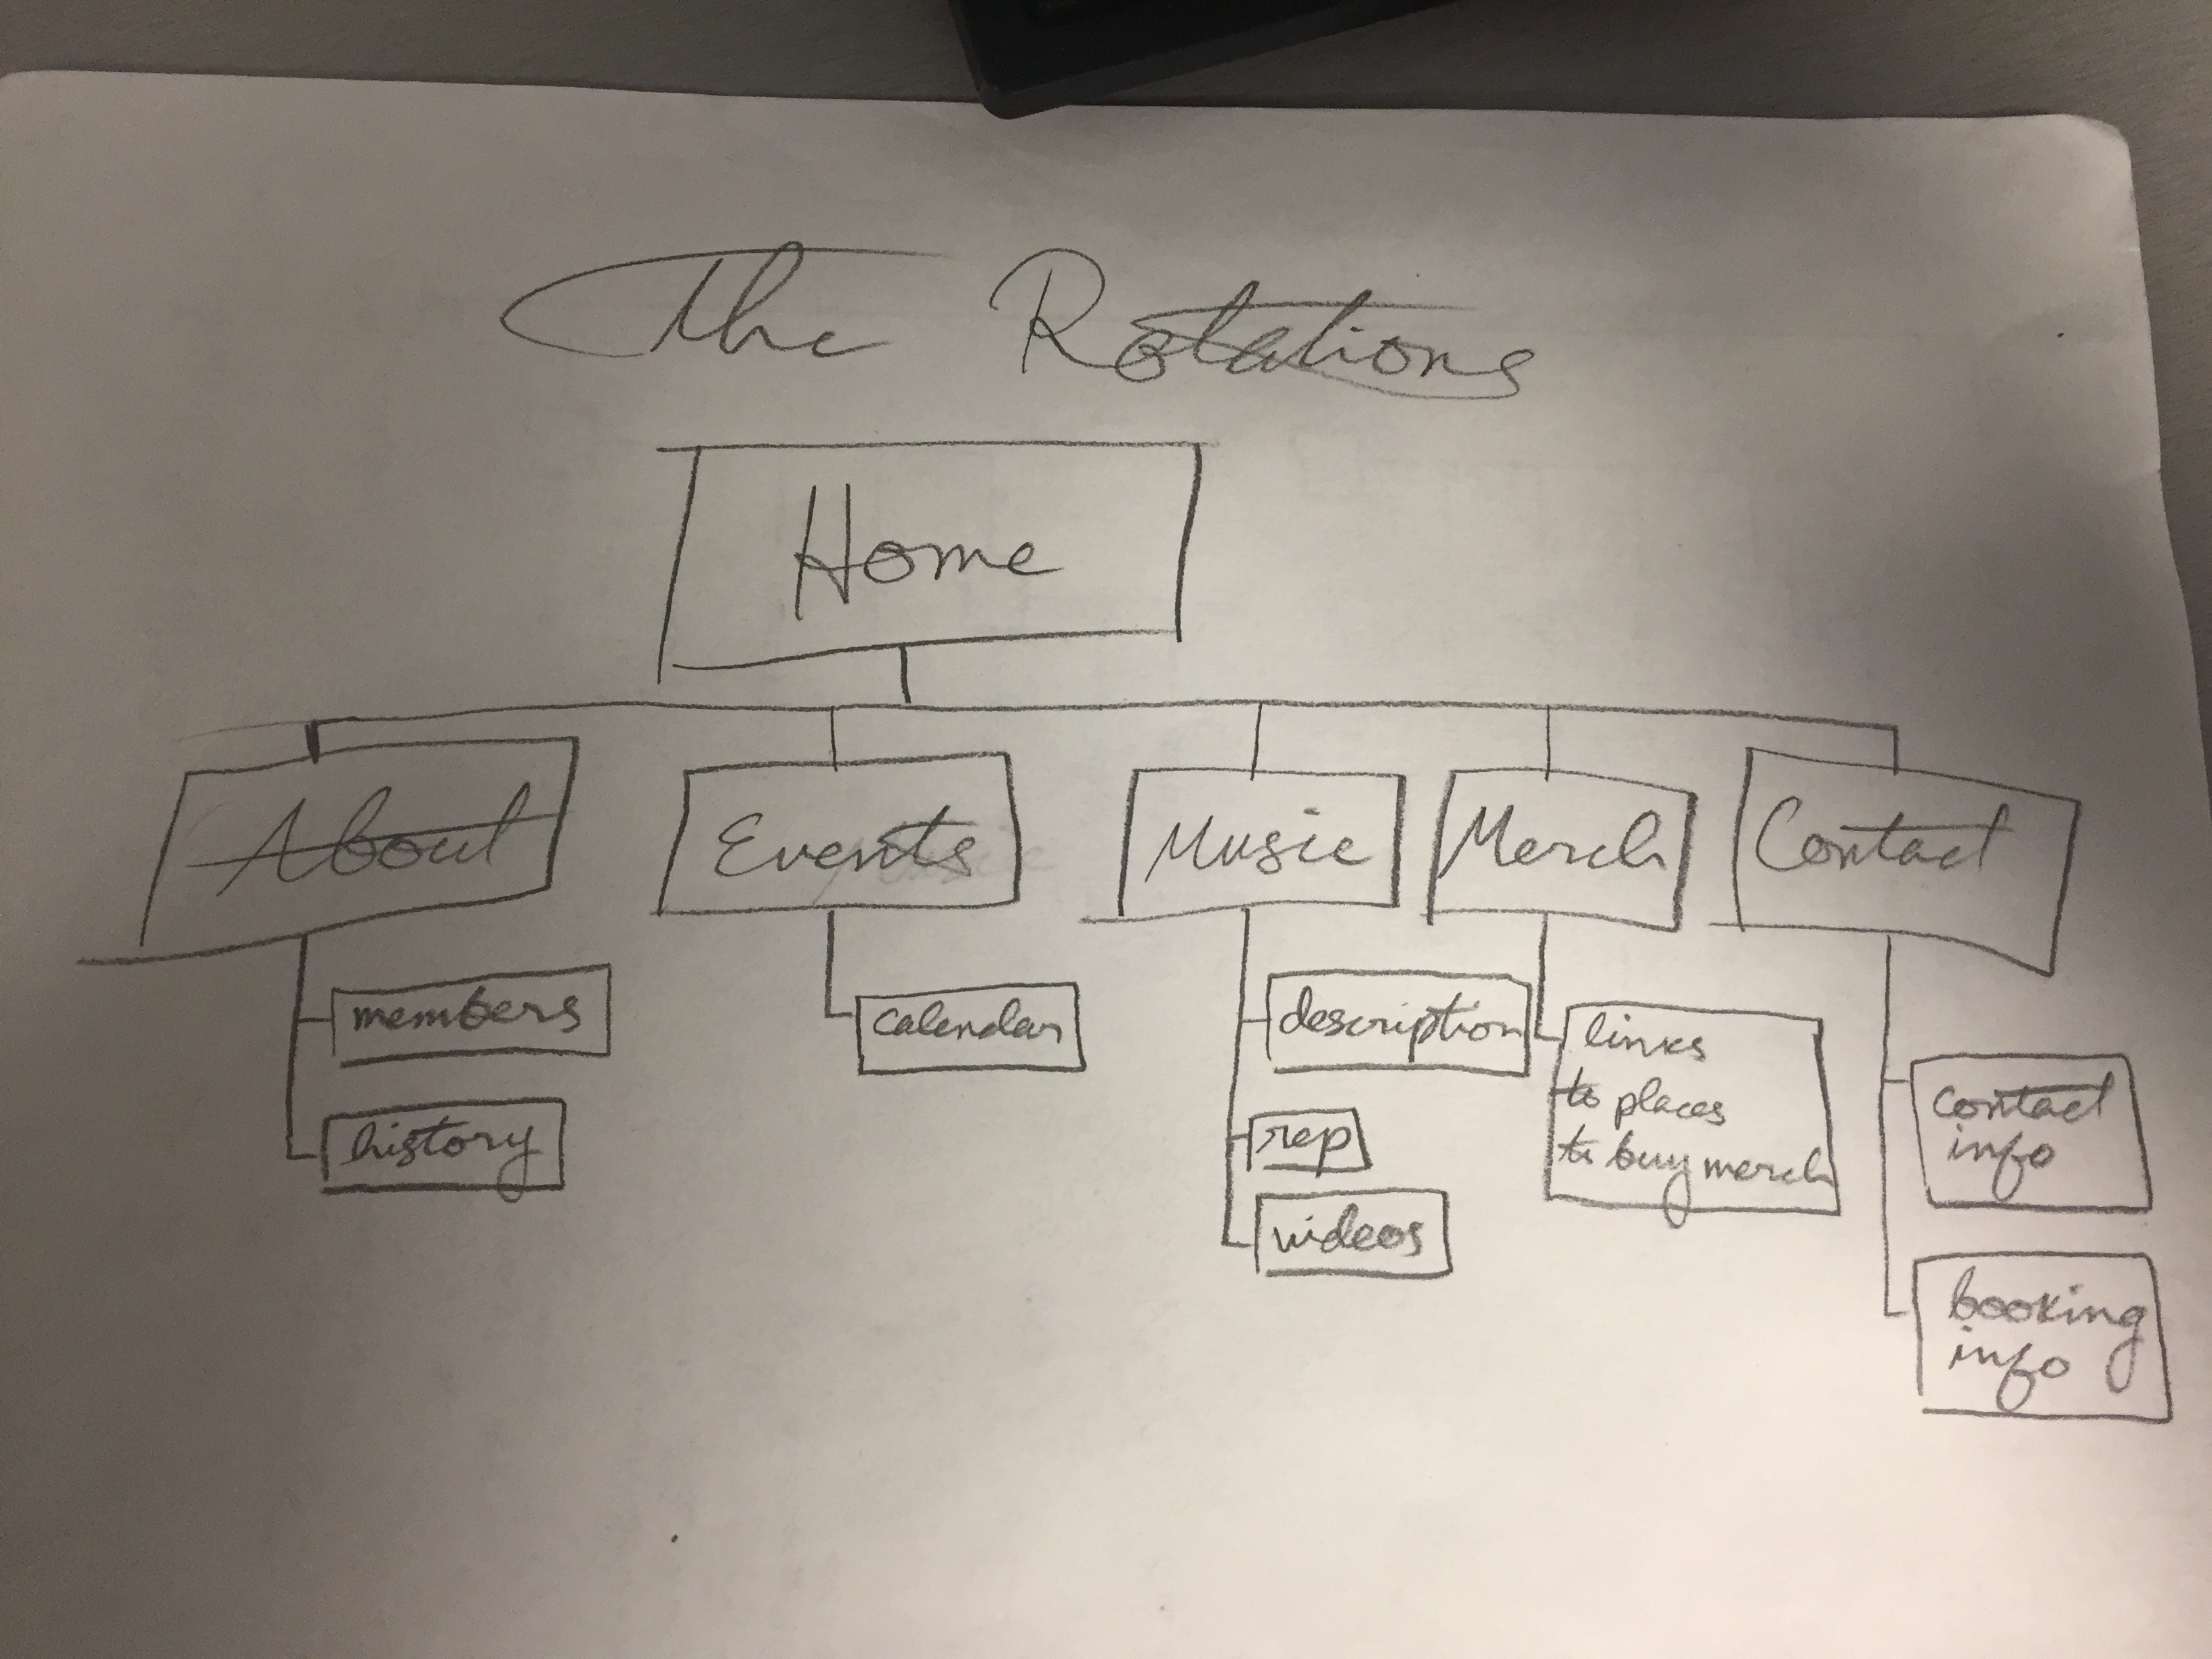 The Rotations
Home
About
Events
Music
Merch
Contact
members
history
calendar
description
rep
videos
links
to places
to buy merch
contact
info
booking
info